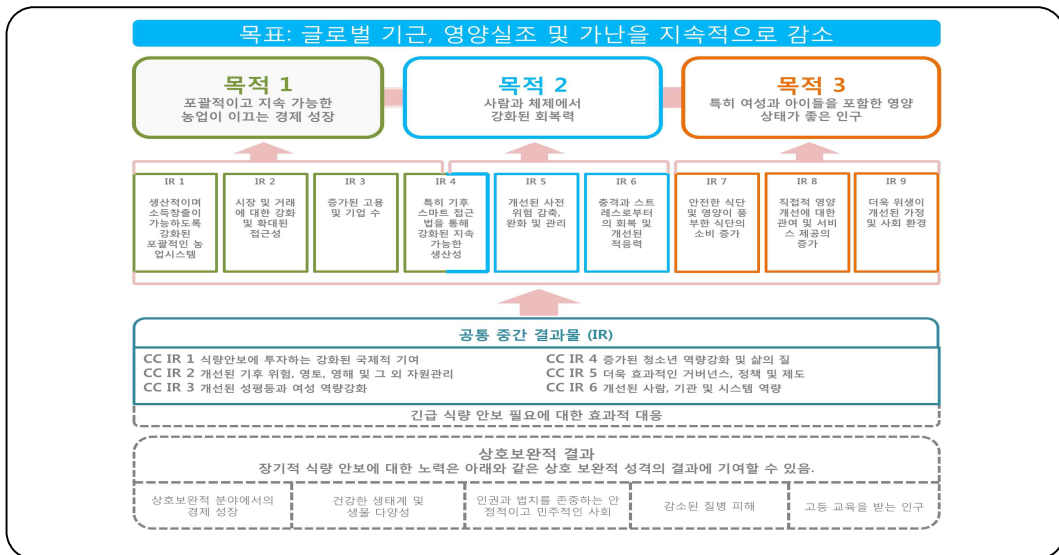 목표: 글로벌 기근, 영양실조 및 가난을 지속적으로 감소
목적 1
포괄적이고 지속 가능한
농업이 이끄는 경제 성장
목적 2
사람과 체제에서
강화된 회복력
목적 3
특히 여성과 아이들을 포함한 영양
상태가 좋은 인구
IR 1
생산적이며
소득창출이
가능하도록
강화된
포괄적인 농
업시스템
IR 2
시장 및 거래
에 대한 강화
및 확대된
접근성
IR 3
증가된 고용
및 기업 수
IR 4
특히 기후
스마트 접근
법을 통해
강화된 지속
가능한
생산성
IR 5
개선된 사전
위험 감축,
완화 및 관리
IR 6
충격과 스트
레스로부터
의 회복 및
개선된
적응력
IR 7
안전한 식단
및 영양이 풍
부한 식단의
소비 증가
IR 8
직접적 영양
개선에 대한
관여 및 서비
스 제공의
증가
IR 9
더욱 위생이
개선된 가정
및 사회 환경
공통 중간 결과물 (IR)
CC IR 1 식량안보에 투자하는 강화된 국제적 기여
CC IR 2 개선된 기후 위험, 영토, 영해 및 그 외 자원관리
CC IR 3 개선된 성평등과 여성 역량강화
CC IR 4 증가된 청소년 역량강화 및 삶의 질
CC IR 5 더욱 효과적인 거버넌스, 정책 및 제도
CC IR 6 개선된 사람, 기관 및 시스템 역량
긴급 식량 안보 필요에 대한 효과적 대응
상호보완적 결과
장기적 식량 안보에 대한 노력은 아래와 같은 상호 보완적 성격의 결과에 기여할 수 있음.
상호보완적 분야에서의
경제 성장
건강한 생태계 및
생물 다양성
인권과 법치를 존중하는 안
정적이고 민주적인 사회
감소된 질병 피해
고등 교육을 받는 인구